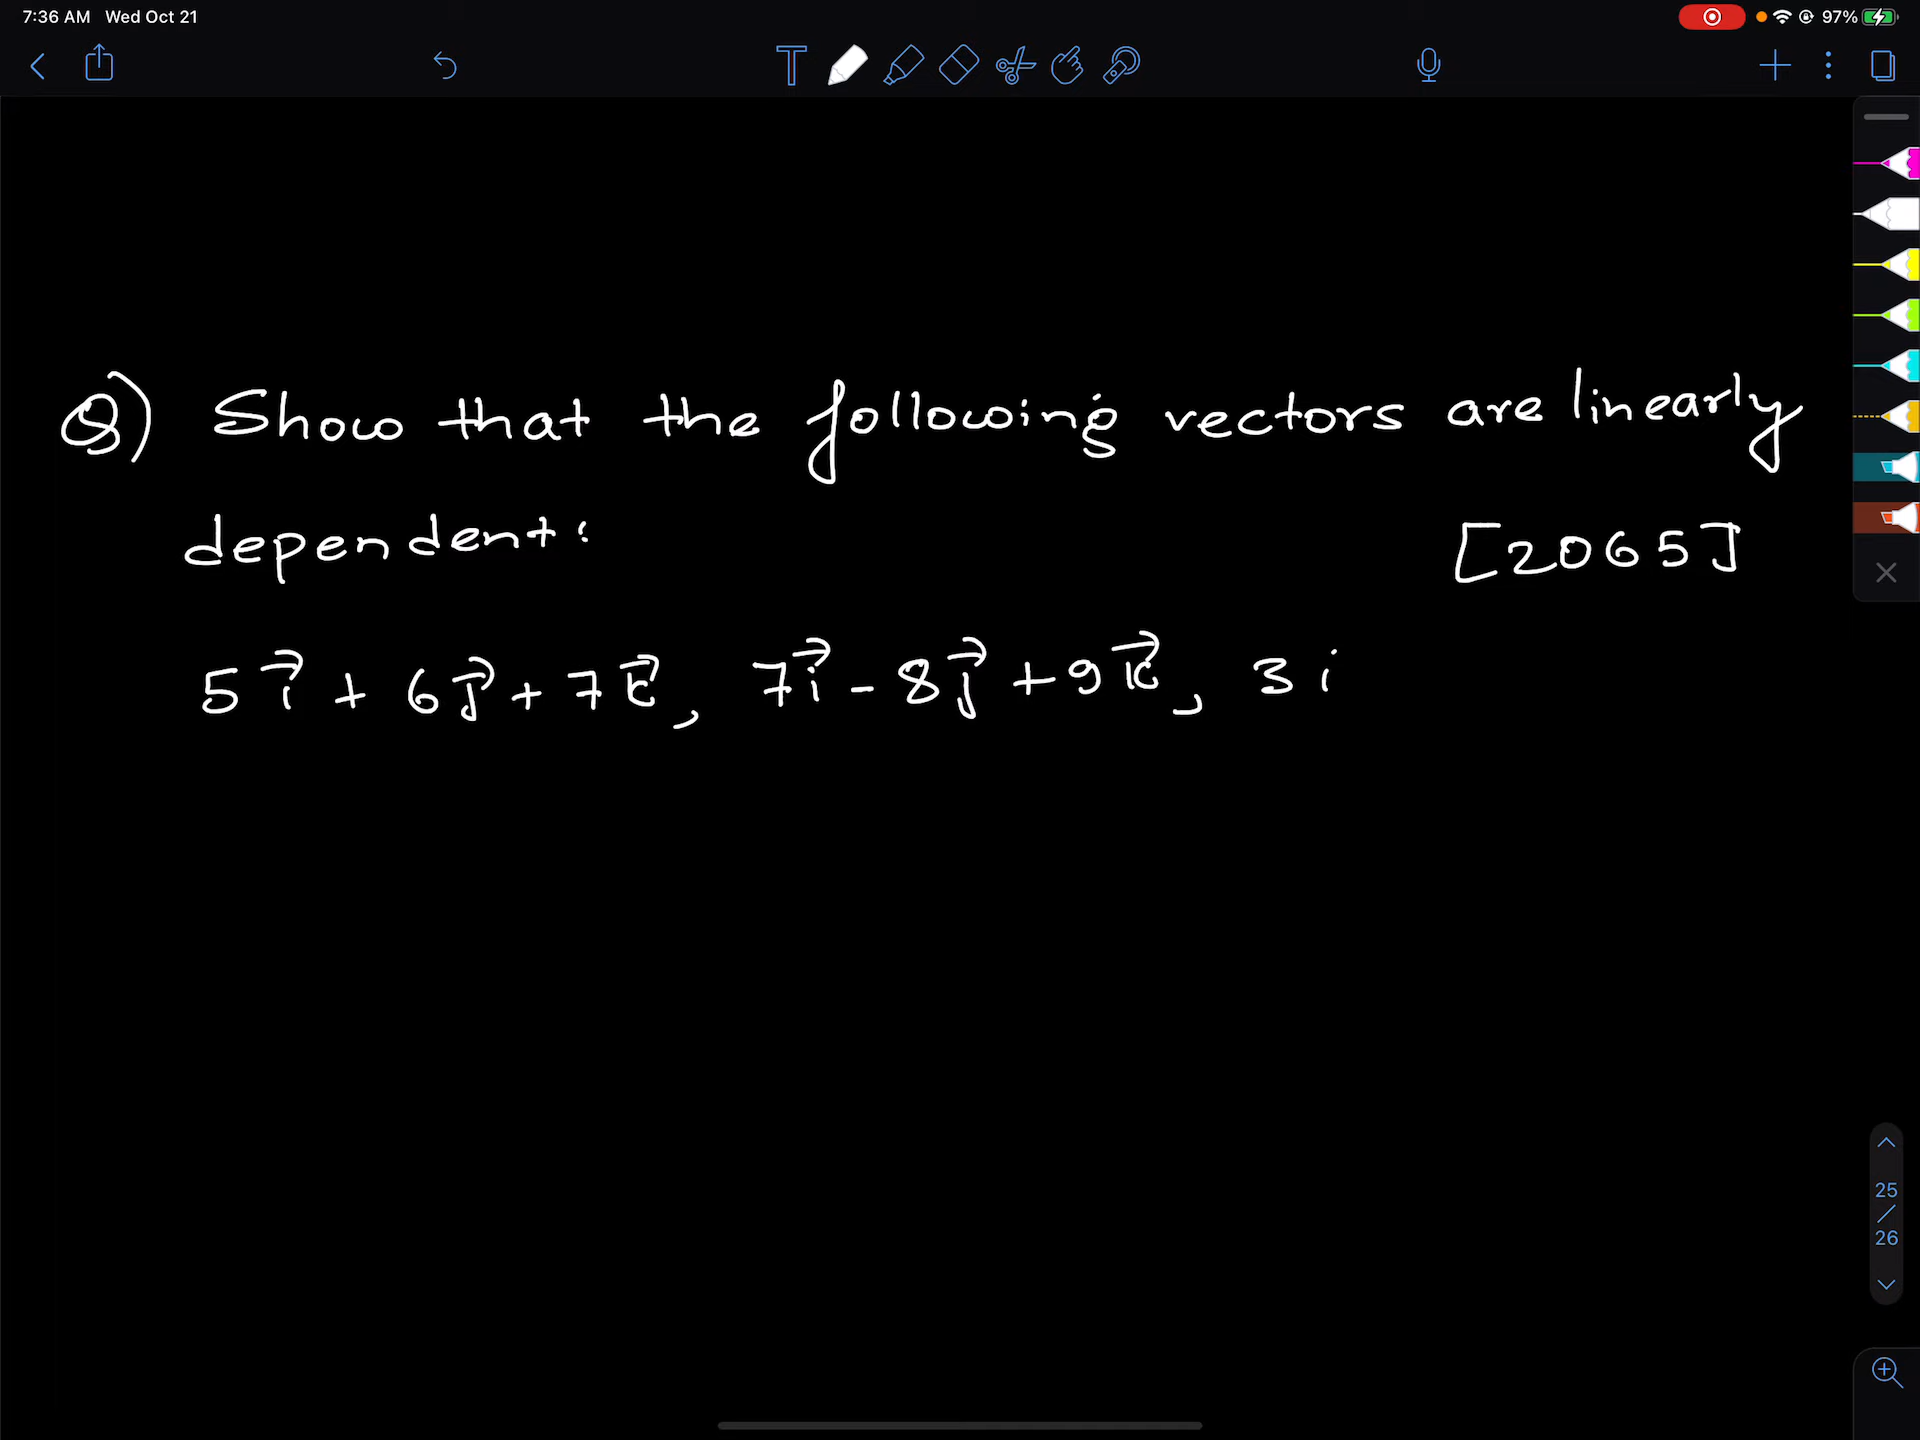 7:36 AM Wed Oct 21
97%
T
Q) Show that the following vectors are linearly
dependent: [2065]
5i⃗ + 6j⃗ + 7k⃗, 7i⃗ - 8j⃗ + 9k⃗, 3i
25
/
26